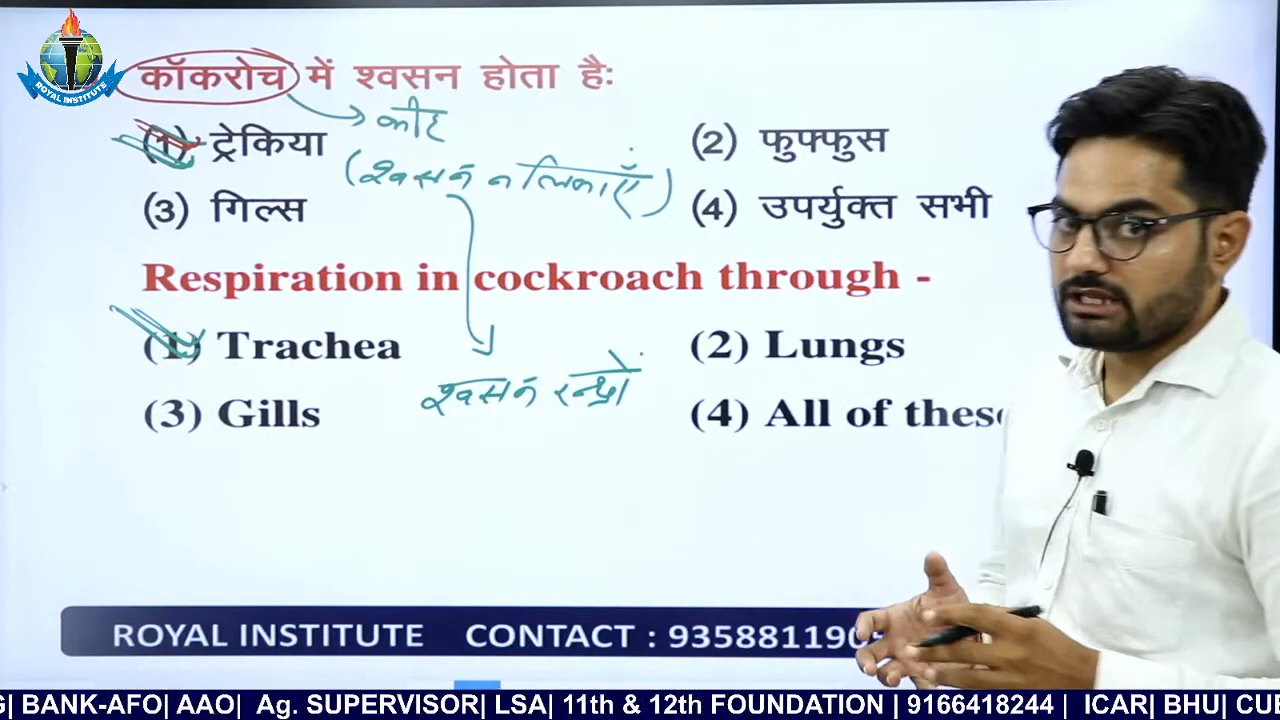 ROYAL INSTITUTE
कॉकरोच में श्वसन होता है:
कीट
(1) ट्रेकिया (2) फुफ्फुस
(श्वसन नलिकाएँ)
(3) गिल्स (4) उपर्युक्त सभी
Respiration in cockroach through -
(1) Trachea (2) Lungs
श्वसन रन्ध्रों
(3) Gills (4) All of these
ROYAL INSTITUTE CONTACT : 935881190
G| BANK-AFO| AAO| Ag. SUPERVISOR| LSA| 11th & 12th FOUNDATION | 9166418244 | ICAR| BHU| CUE